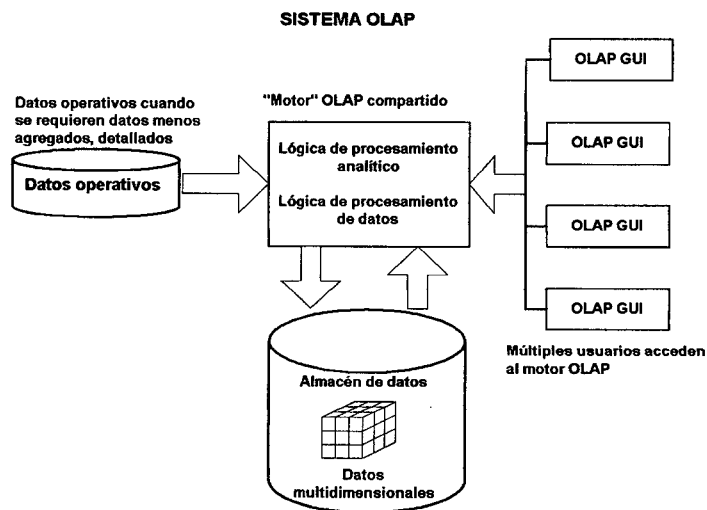 SISTEMA OLAP
Datos operativos cuando
se requieren datos menos
agregados, detallados
Datos operativos
"Motor" OLAP compartido
Lógica de procesamiento
analítico
Lógica de procesamiento
de datos
OLAP GUI
OLAP GUI
OLAP GUI
OLAP GUI
Múltiples usuarios acceden
al motor OLAP
Almacén de datos
Datos
multidimensionales